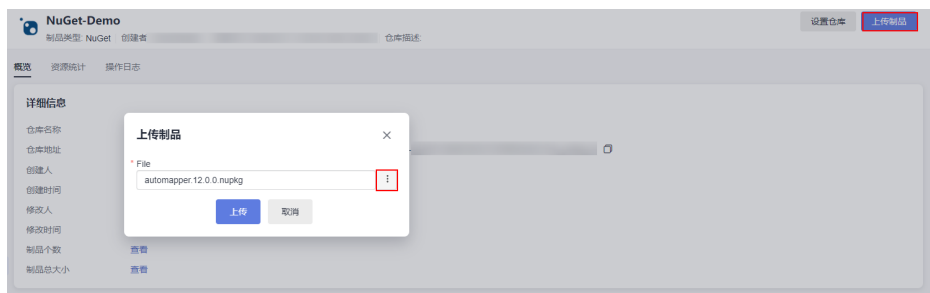 NuGet-Demo
设置仓库 上传制品
制品类型: NuGet 创建者 仓库描述:
概览 资源统计 操作日志
详细信息
仓库名称
仓库地址
创建人
创建时间
修改人
修改时间
制品个数 查看
制品总大小 查看
上传制品
* File
automapper.12.0.0.nupkg
上传 取消